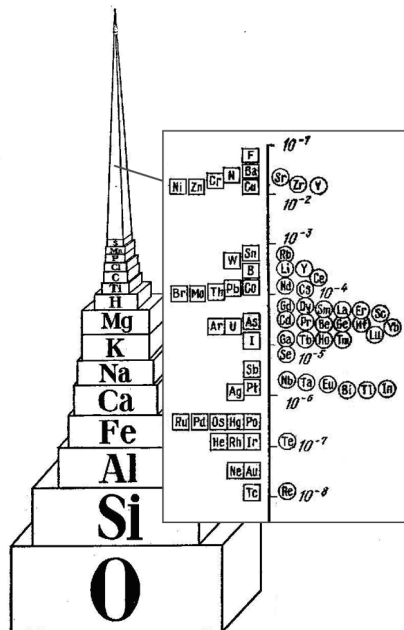 10⁻¹
F
Ba
N
Cr
Ni Zn Cu
Sr Zr Y
10⁻²
10⁻³
Sn
W
Rb
B
Li Y Ce
Br Mo Th Pb Co
Nd Cs 10⁻⁴
Gd Dy Sm La Er Sc
Ar U As
Cd Pr Be Ge Hf Lu Yb
I
Ga Tb Ho Tm
Se 10⁻⁵
Sb
Ag Pt
Nb Ta Eu Bi Tl In
10⁻⁶
Ru Pd Os Hg Po
He Rh Ir
Te 10⁻⁷
Ne Au
Tc
Re 10⁻⁸
S
Mn
P
Cl
C
Ti
H
Mg
K
Na
Ca
Fe
Al
Si
O